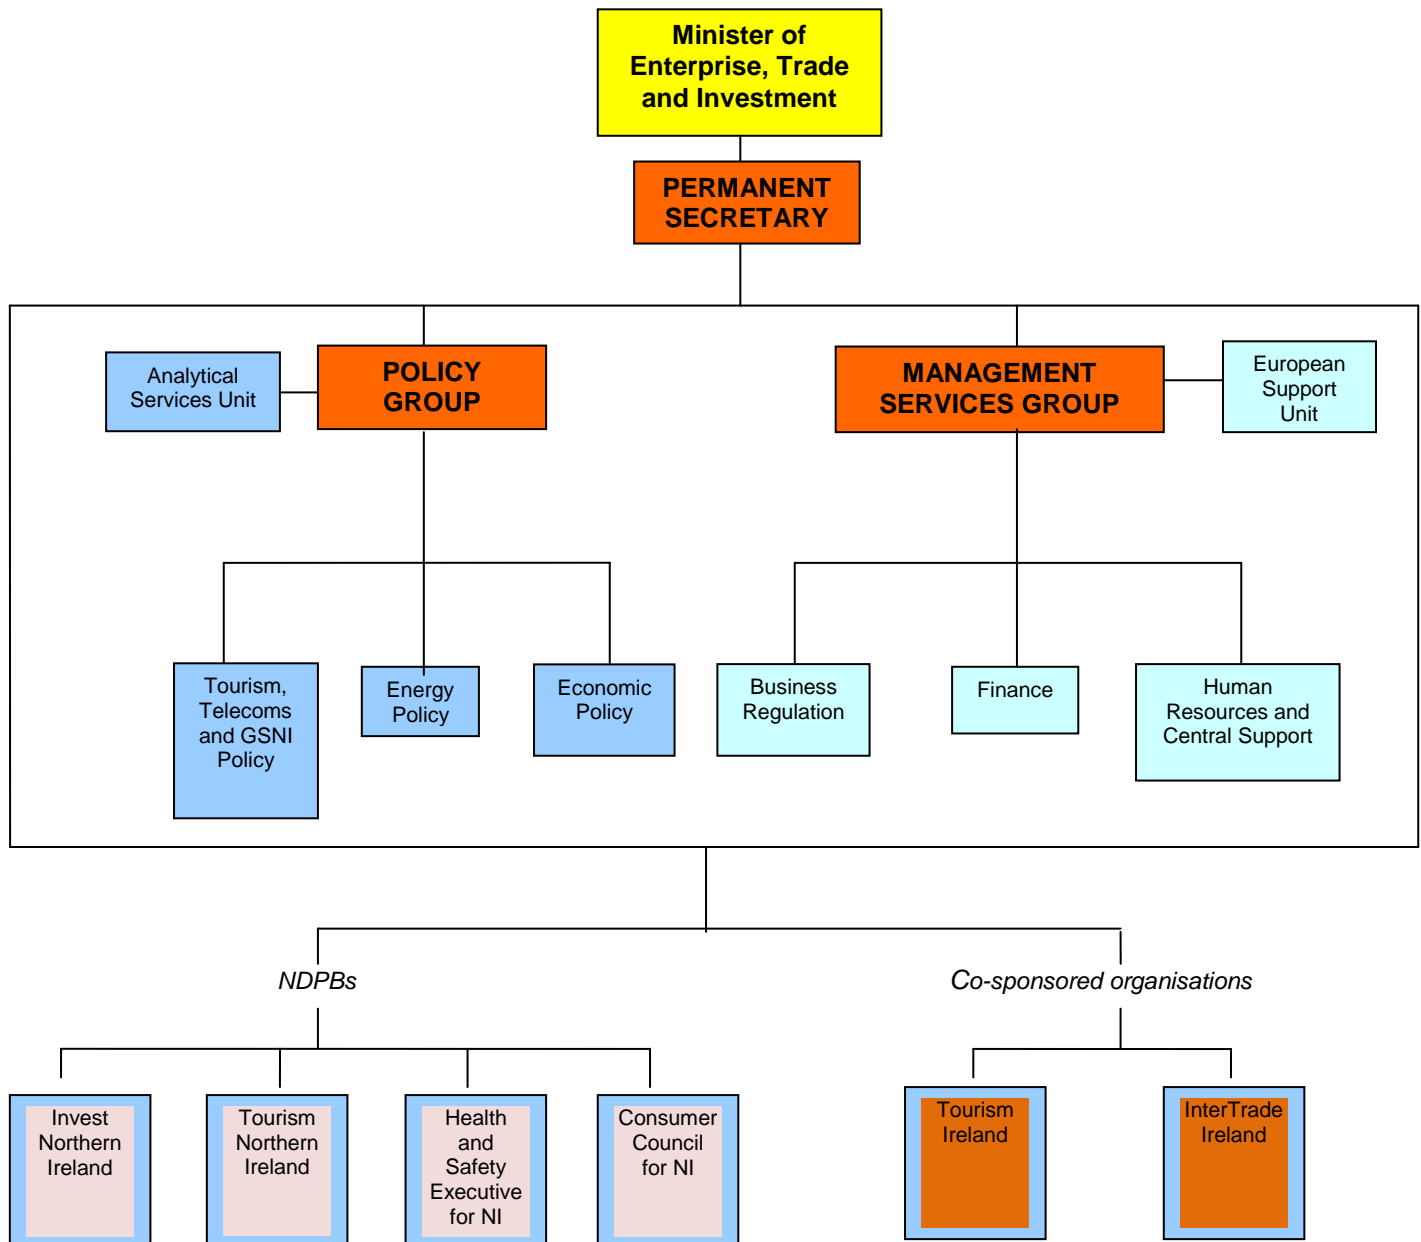 Minister of
Enterprise, Trade
and Investment
PERMANENT
SECRETARY
Analytical
Services Unit
POLICY
GROUP
MANAGEMENT
SERVICES GROUP
European
Support
Unit
Tourism,
Telecoms
and GSNI
Policy
Energy
Policy
Economic
Policy
Business
Regulation
Finance
Human
Resources and
Central Support
NDPBs
Co-sponsored organisations
Invest
Northern
Ireland
Tourism
Northern
Ireland
Health
and
Safety
Executive
for NI
Consumer
Council
for NI
Tourism
Ireland
InterTrade
Ireland